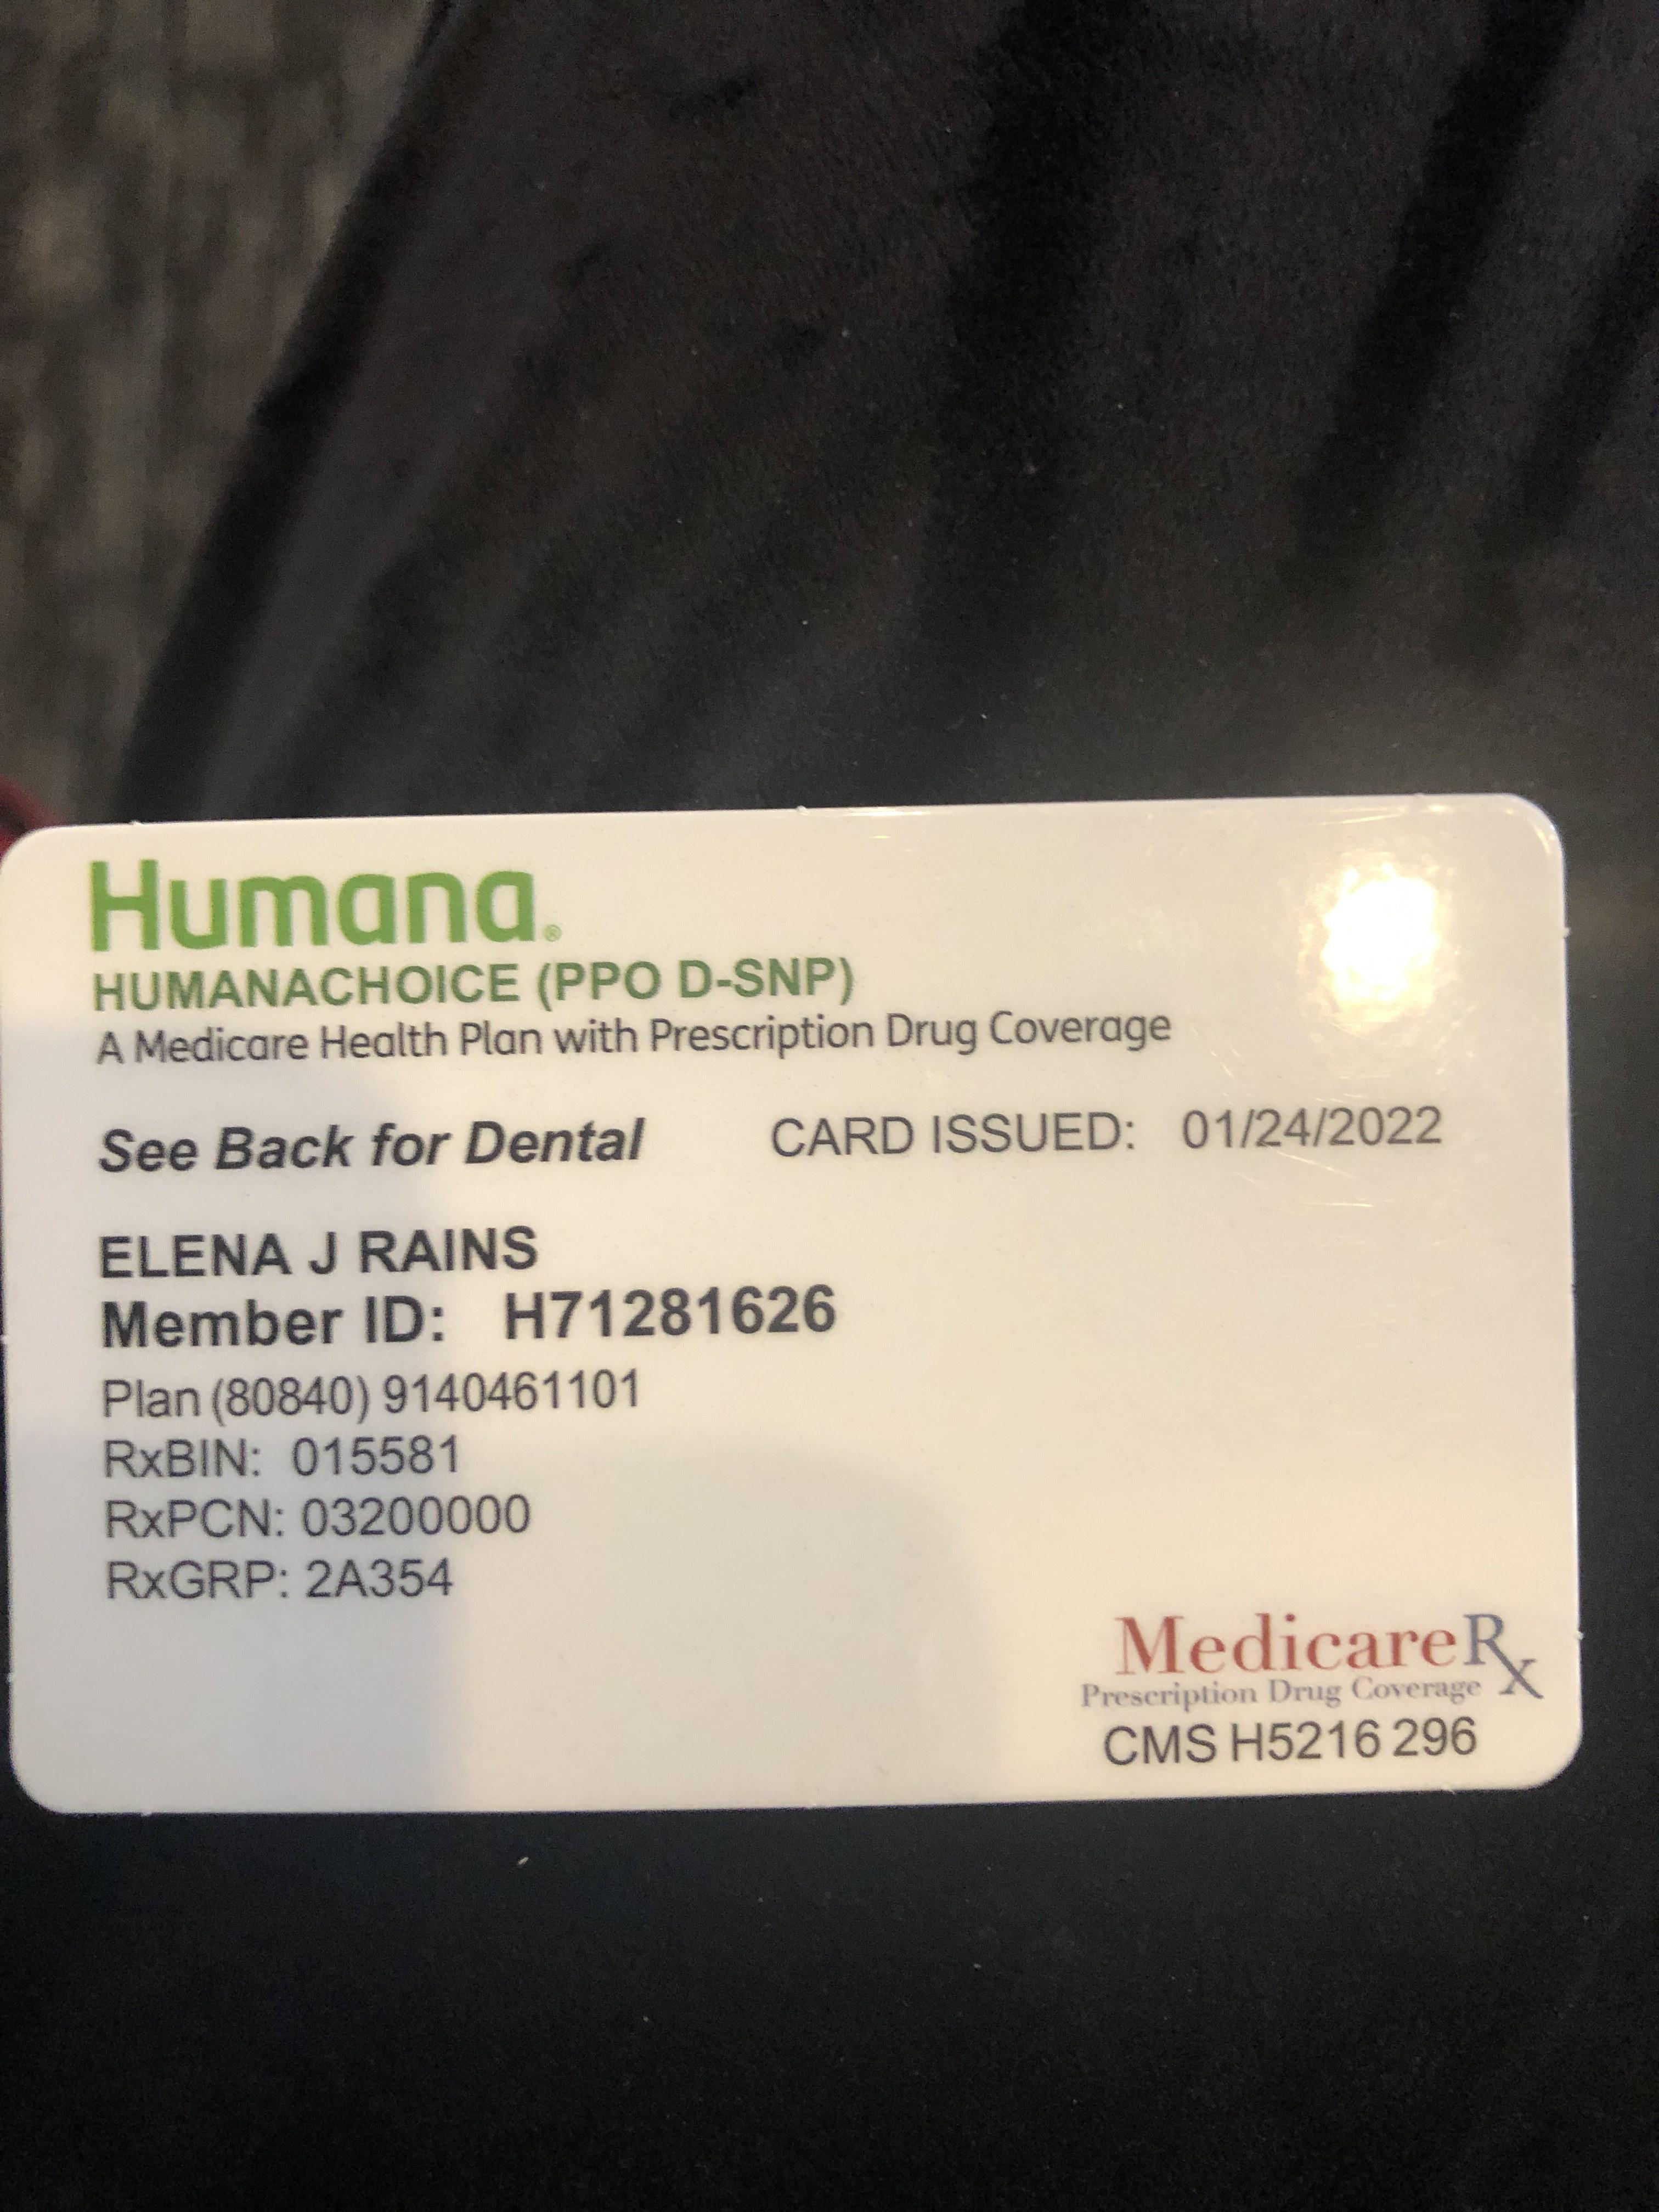 Humana®
HUMANACHOICE (PPO D-SNP)
A Medicare Health Plan with Prescription Drug Coverage
See Back for Dental CARD ISSUED: 01/24/2022
ELENA J RAINS
Member ID: H71281626
Plan (80840) 9140461101
RxBIN: 015581
RxPCN: 03200000
RxGRP: 2A354
MedicareRx
Prescription Drug Coverage
CMS H5216 296